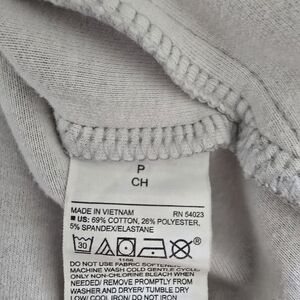 P
CH
MADE IN VIETNAM RN 54023
■ US: 69% COTTON, 26% POLYESTER,
5% SPANDEX/ELASTANE
30
1166
DO NOT USE FABRIC SOFTENER
MACHINE WASH COLD GENTLE CYCLE
ONLY NON-CHLORINE BLEACH WHEN
NEEDED/ REMOVE PROMPTLY FROM
WASHER AND DRYER/ TUMBLE DRY
LOW/ COOL IRON/ DO NOT IRON